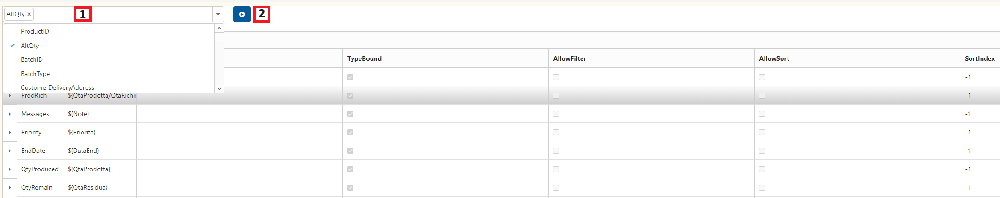 AltQty × 1 2
ProductID
AltQty
BatchID
BatchType
CustomerDeliveryAddress
TypeBound AllowFilter AllowSort SortIndex
-1
ProdRich ${QtaProdotta/QtaRichie -1
Messages ${Note} -1
Priority ${Priorita} -1
EndDate ${DataEnd} -1
QtyProduced ${QtaProdotta} -1
QtyRemain ${QtaResidua} -1